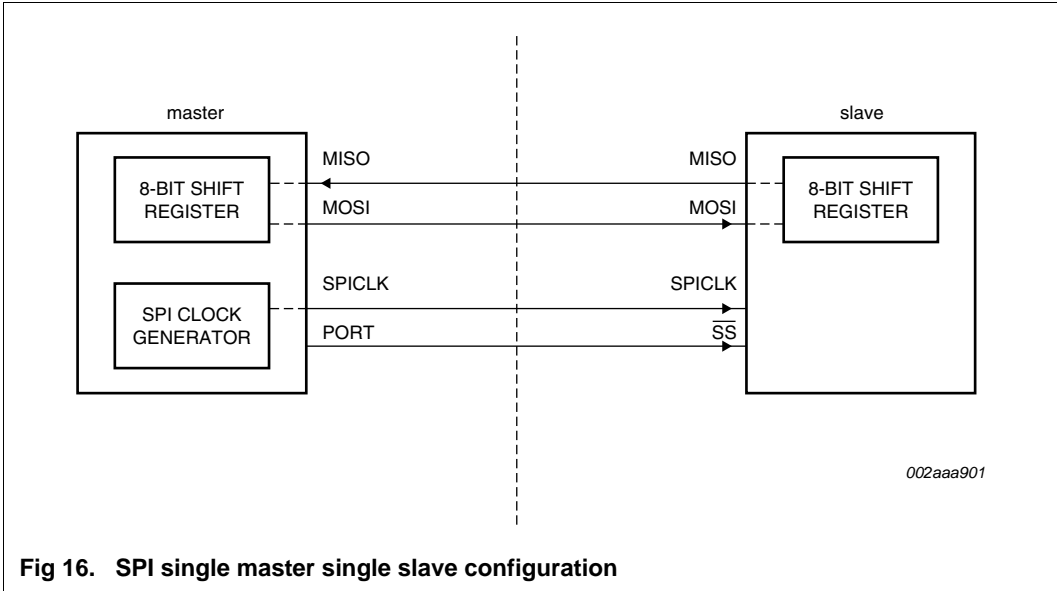 master
slave
MISO
MISO
8-BIT SHIFT
REGISTER
8-BIT SHIFT
REGISTER
MOSI
MOSI
SPICLK
SPICLK
SPI CLOCK
GENERATOR
PORT
S̅S̅
002aaa901
Fig 16. SPI single master single slave configuration